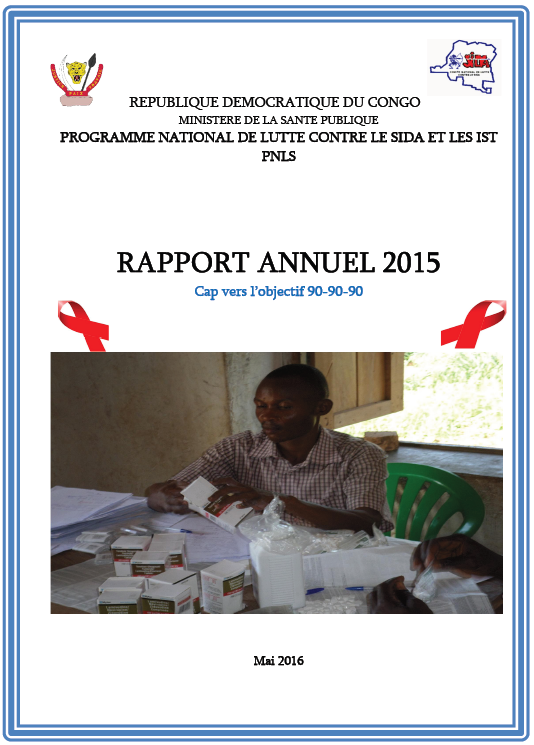 REPUBLIQUE DEMOCRATIQUE DU CONGO
MINISTERE DE LA SANTE PUBLIQUE
PROGRAMME NATIONAL DE LUTTE CONTRE LE SIDA ET LES IST
PNLS
RAPPORT ANNUEL 2015
Cap vers l'objectif 90-90-90
Mai 2016